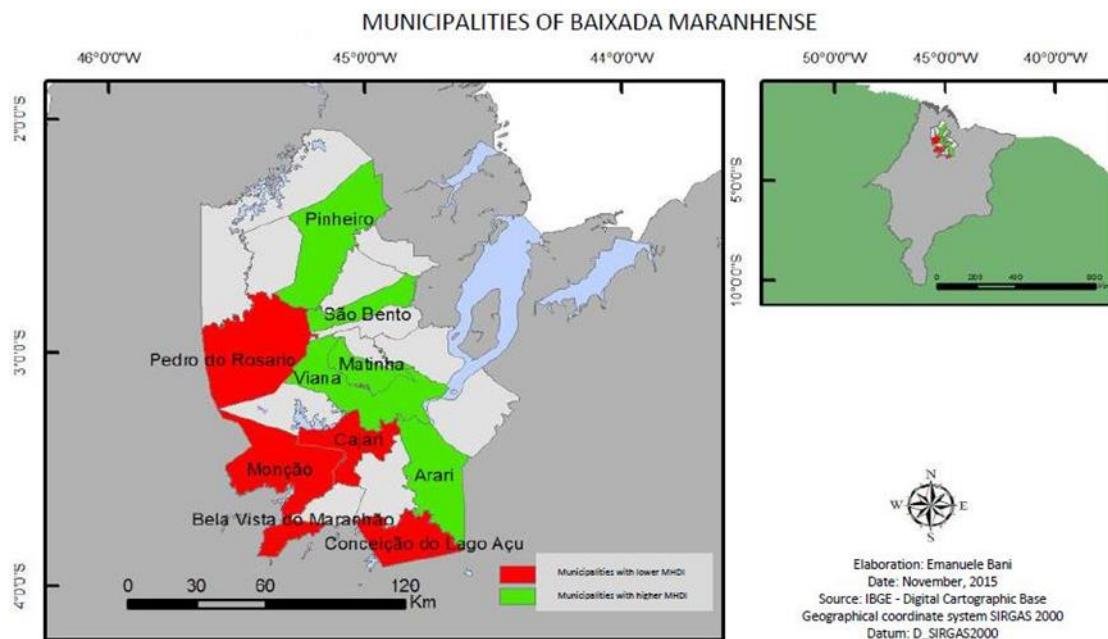 MUNICIPALITIES OF BAIXADA MARANHENSE
46°0'0"W 45°0'0"W 44°0'0"W
50°0'0"W 45°0'0"W 40°0'0"W
2°0'0"S
3°0'0"S
4°0'0"S
5°0'0"S
10°0'0"S
Pinheiro
São Bento
Pedro do Rosario
Matinha
Viana
Cajari
Monção
Arari
Bela Vista do Maranhão
Conceição do Lago Açu
Municipalities with lower MHDI
Municipalities with higher MHDI
0 30 60 120
Km
0 200 400 800
N
W E
S
Elaboration: Emanuele Bani
Date: November, 2015
Source: IBGE - Digital Cartographic Base
Geographical coordinate system SIRGAS 2000
Datum: D_SIRGAS2000